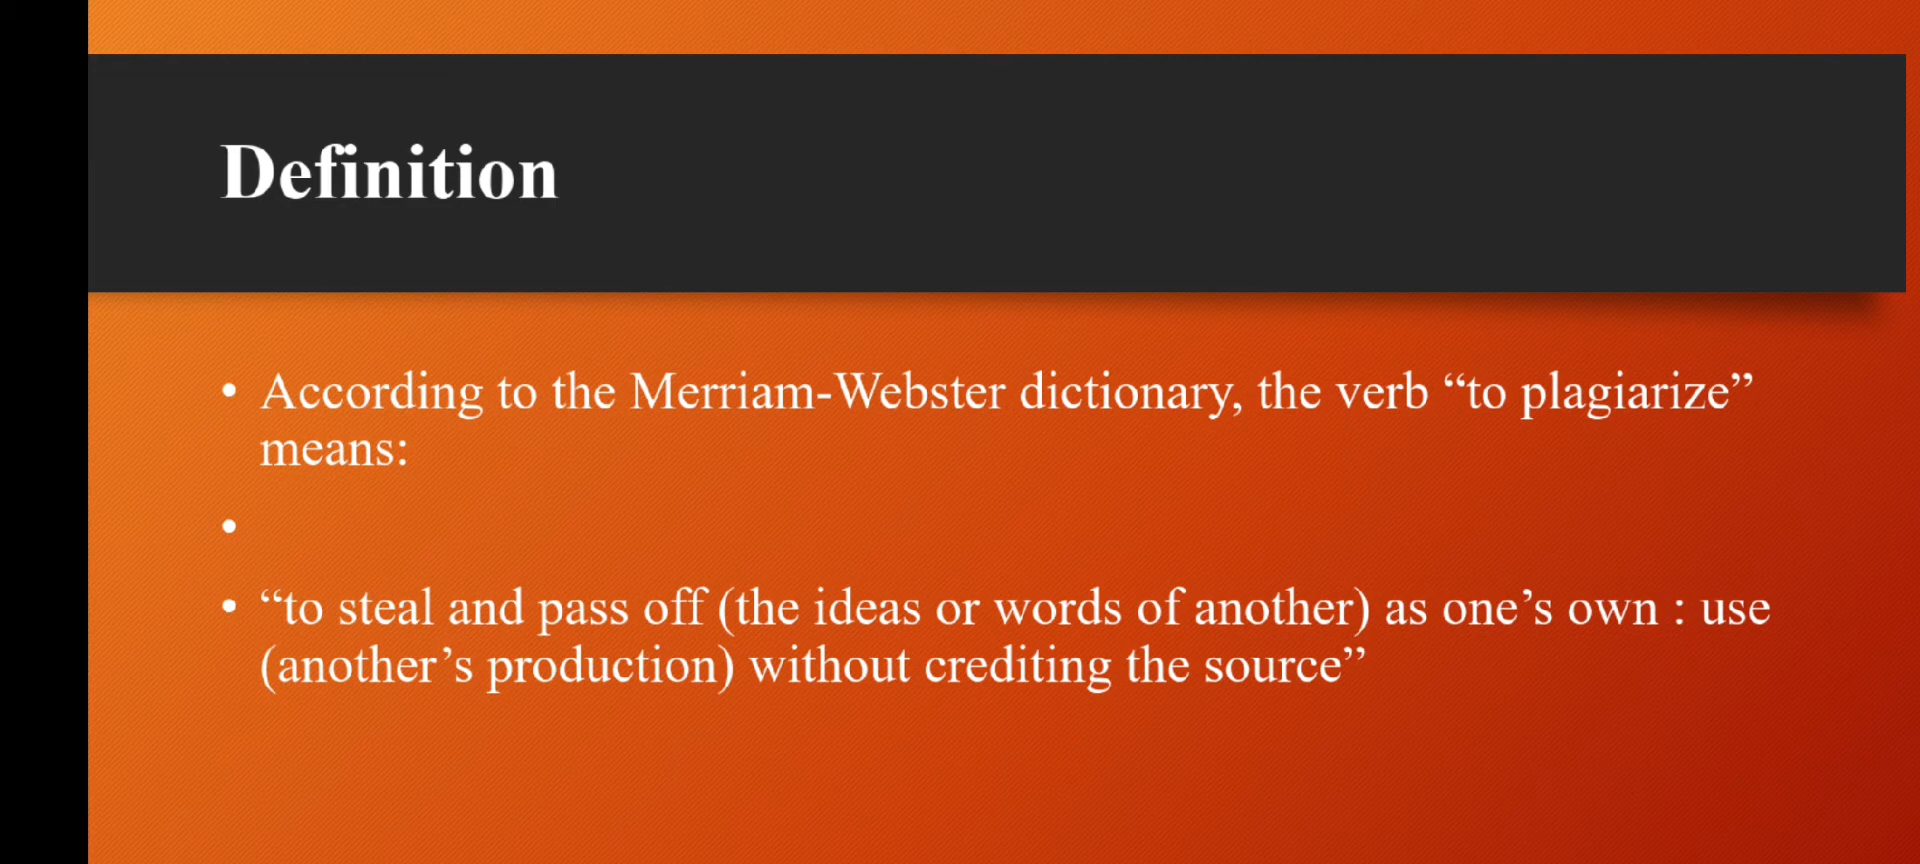 Definition
• According to the Merriam-Webster dictionary, the verb “to plagiarize”
means:
•
• “to steal and pass off (the ideas or words of another) as one’s own : use
(another’s production) without crediting the source”